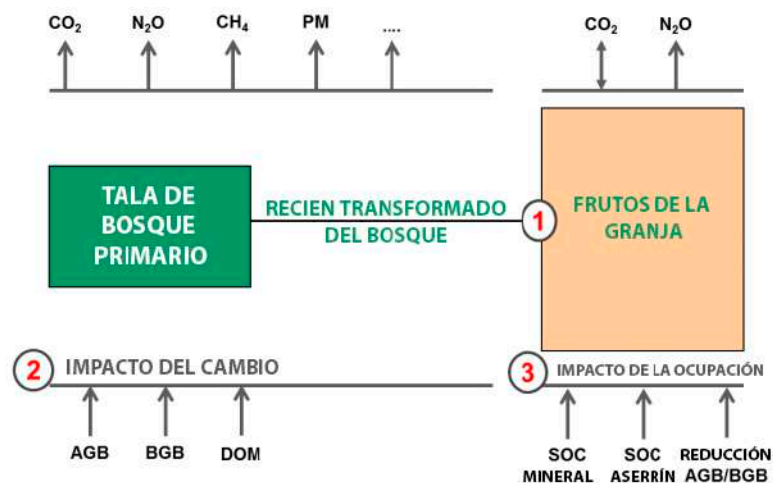 CO₂ N₂O CH₄ PM .... CO₂ N₂O
TALA DE
BOSQUE
PRIMARIO
RECIEN TRANSFORMADO
DEL BOSQUE
1
FRUTOS DE LA
GRANJA
2 IMPACTO DEL CAMBIO
3 IMPACTO DE LA OCUPACIÓN
AGB BGB DOM
SOC
MINERAL
SOC
ASERRÍN
REDUCCIÓN
AGB/BGB